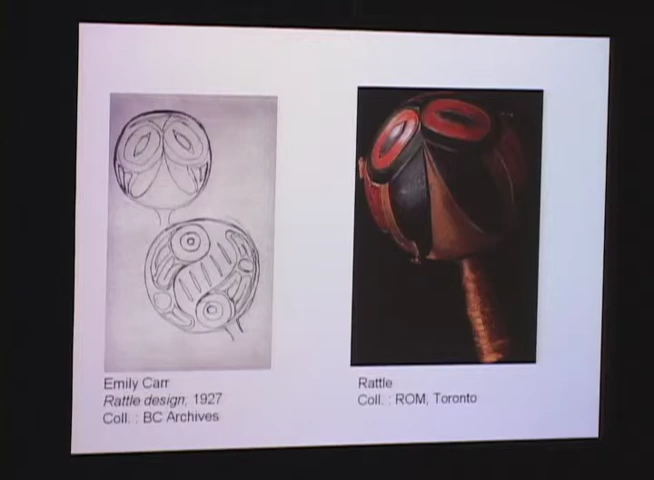 Emily Carr
Rattle design, 1927
Coll. : BC Archives
Rattle
Coll. : ROM, Toronto